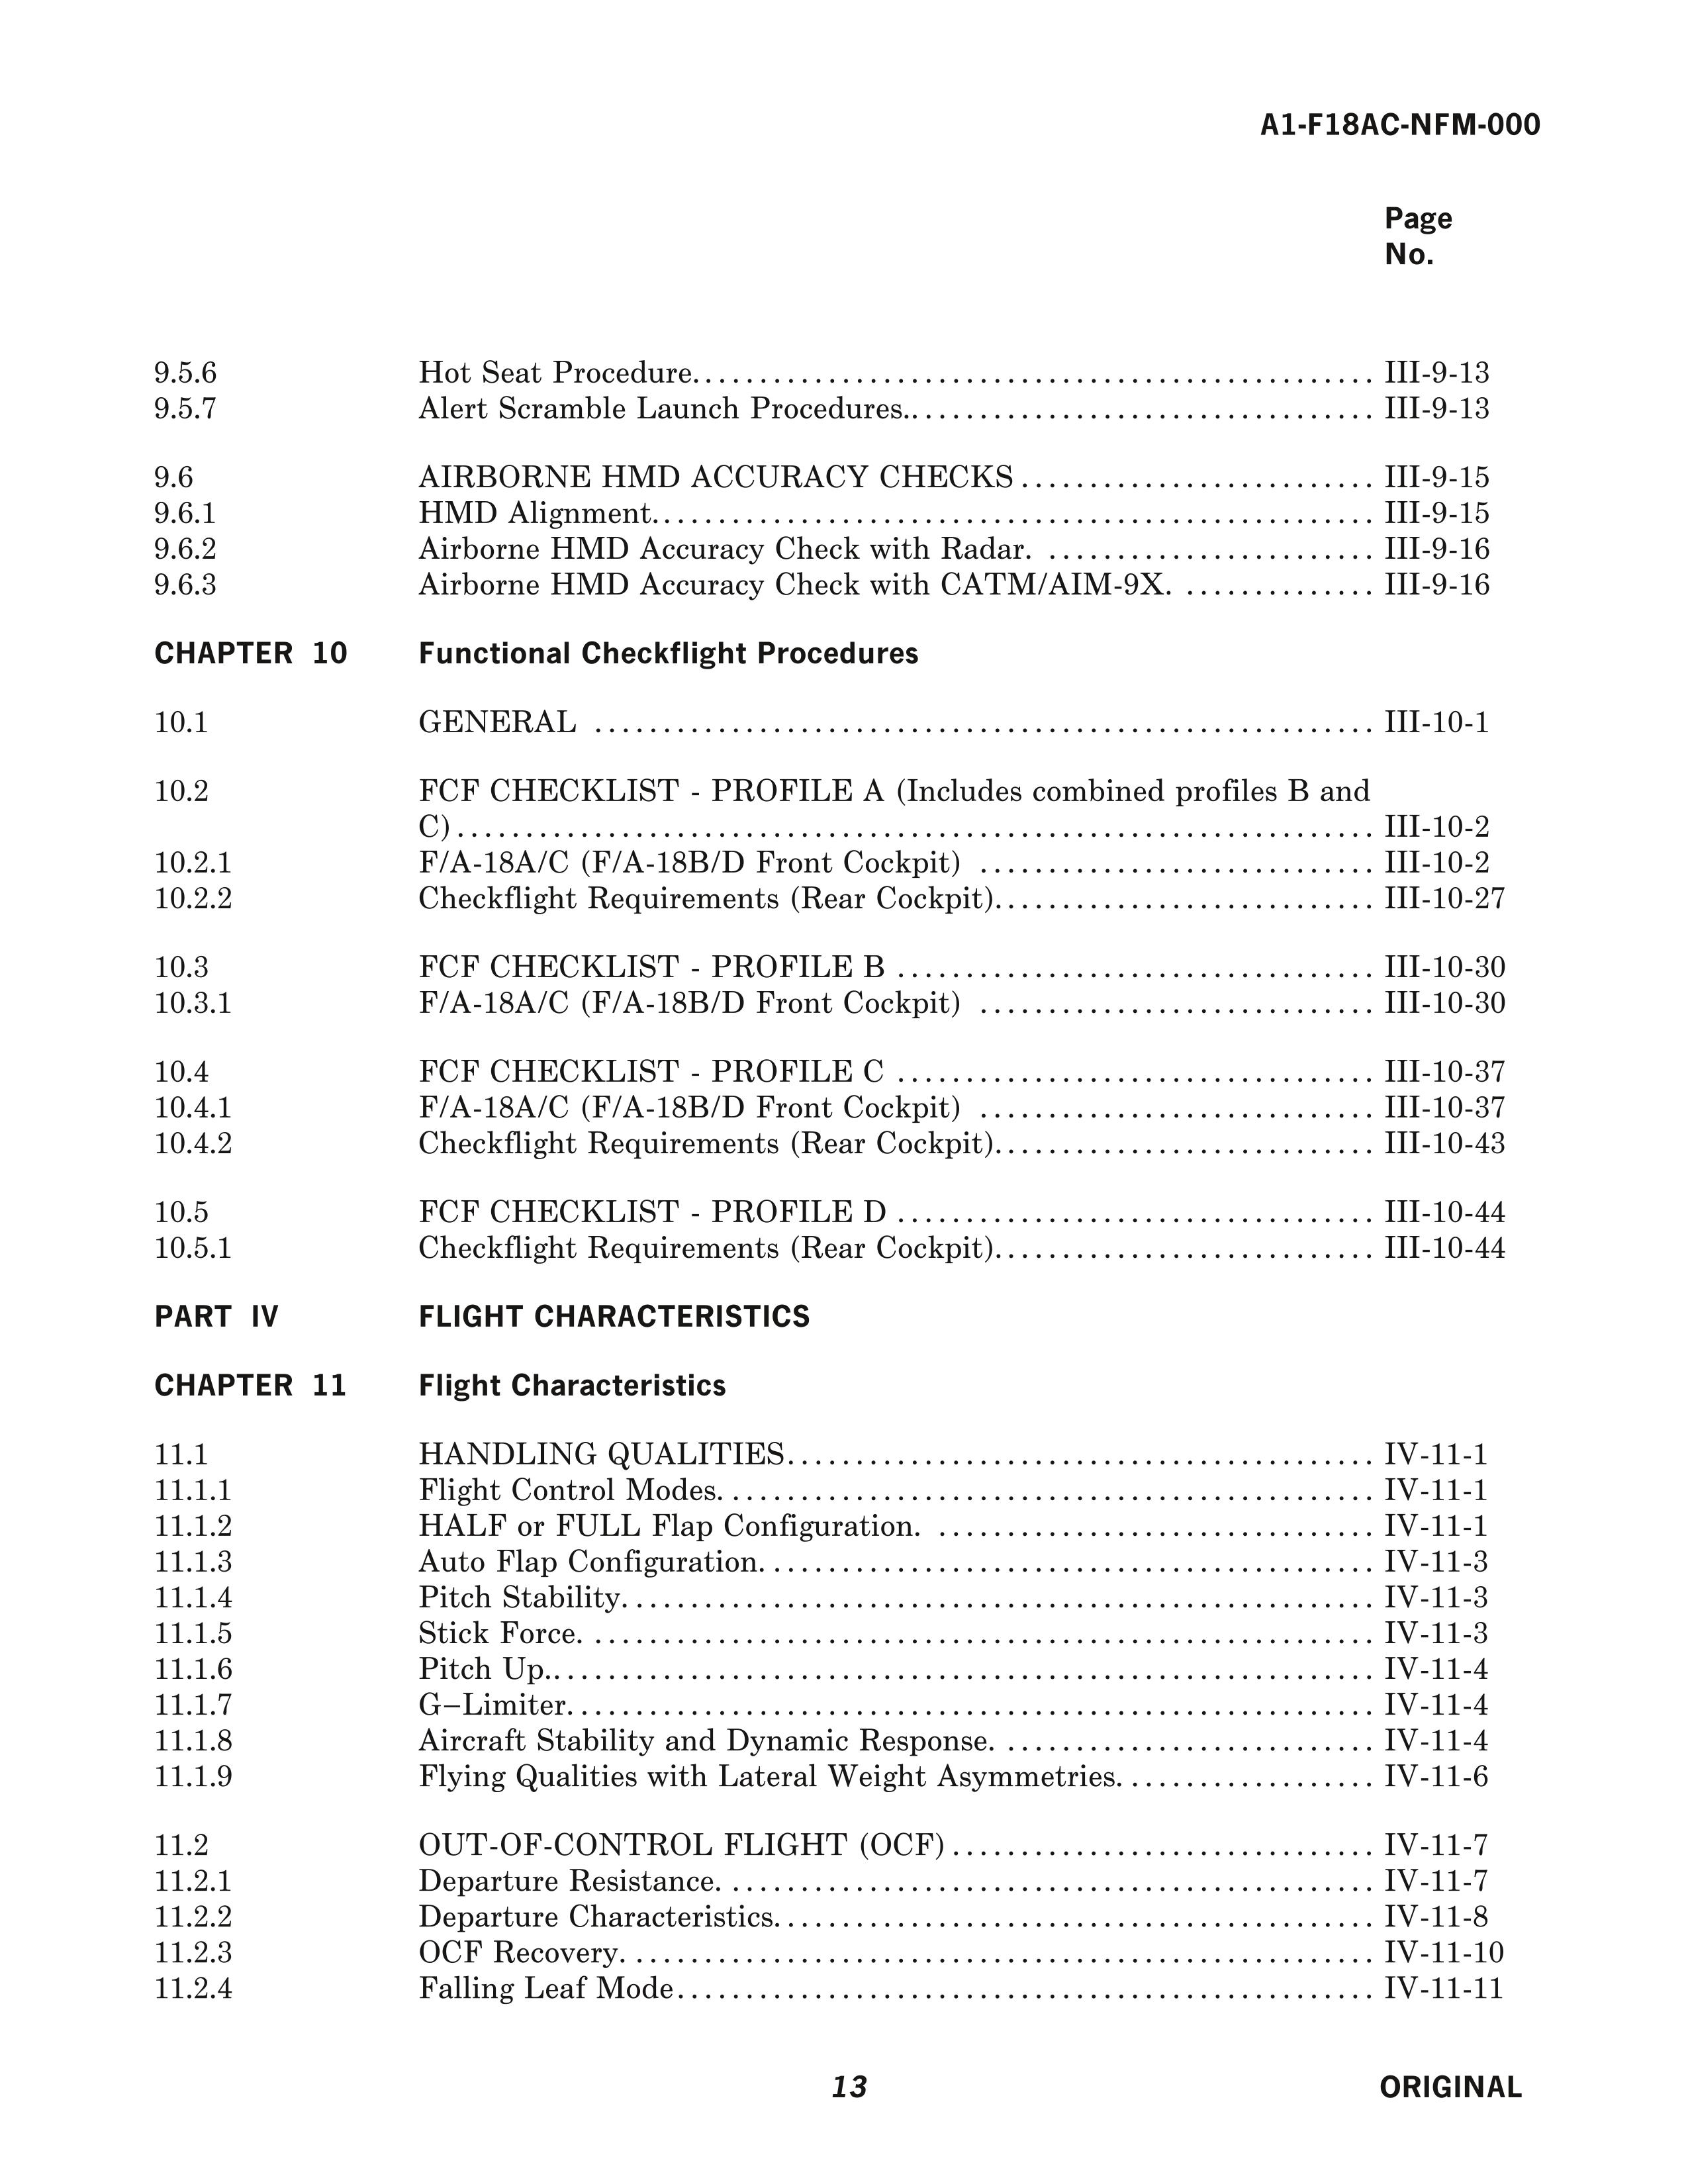 A1-F18AC-NFM-000
Page
No.
9.5.6 Hot Seat Procedure. . . . . . . . . . . . . . . . . . . . . . . . . . . . . . III-9-13
9.5.7 Alert Scramble Launch Procedures. . . . . . . . . . . . . . . . . . . . . III-9-13
9.6 AIRBORNE HMD ACCURACY CHECKS . . . . . . . . . . . . . . . . III-9-15
9.6.1 HMD Alignment. . . . . . . . . . . . . . . . . . . . . . . . . . . . . . III-9-15
9.6.2 Airborne HMD Accuracy Check with Radar. . . . . . . . . . . . . . . . III-9-16
9.6.3 Airborne HMD Accuracy Check with CATM/AIM-9X. . . . . . . . . . . III-9-16
CHAPTER 10 Functional Checkflight Procedures
10.1 GENERAL . . . . . . . . . . . . . . . . . . . . . . . . . . . . . . III-10-1
10.2 FCF CHECKLIST - PROFILE A (Includes combined profiles B and
C) . . . . . . . . . . . . . . . . . . . . . . . . . . . . . . III-10-2
10.2.1 F/A-18A/C (F/A-18B/D Front Cockpit) . . . . . . . . . . . . . . . . III-10-2
10.2.2 Checkflight Requirements (Rear Cockpit). . . . . . . . . . . . . . . . III-10-27
10.3 FCF CHECKLIST - PROFILE B . . . . . . . . . . . . . . . . . . . . III-10-30
10.3.1 F/A-18A/C (F/A-18B/D Front Cockpit) . . . . . . . . . . . . . . . . III-10-30
10.4 FCF CHECKLIST - PROFILE C . . . . . . . . . . . . . . . . . . . . III-10-37
10.4.1 F/A-18A/C (F/A-18B/D Front Cockpit) . . . . . . . . . . . . . . . . III-10-37
10.4.2 Checkflight Requirements (Rear Cockpit). . . . . . . . . . . . . . . . III-10-43
10.5 FCF CHECKLIST - PROFILE D . . . . . . . . . . . . . . . . . . . . III-10-44
10.5.1 Checkflight Requirements (Rear Cockpit). . . . . . . . . . . . . . . . III-10-44
PART IV FLIGHT CHARACTERISTICS
CHAPTER 11 Flight Characteristics
11.1 HANDLING QUALITIES . . . . . . . . . . . . . . . . . . . . . . . . IV-11-1
11.1.1 Flight Control Modes. . . . . . . . . . . . . . . . . . . . . . . . . . IV-11-1
11.1.2 HALF or FULL Flap Configuration. . . . . . . . . . . . . . . . . . . IV-11-1
11.1.3 Auto Flap Configuration. . . . . . . . . . . . . . . . . . . . . . . . IV-11-3
11.1.4 Pitch Stability. . . . . . . . . . . . . . . . . . . . . . . . . . . . . . IV-11-3
11.1.5 Stick Force. . . . . . . . . . . . . . . . . . . . . . . . . . . . . . IV-11-3
11.1.6 Pitch Up. . . . . . . . . . . . . . . . . . . . . . . . . . . . . . IV-11-4
11.1.7 G–Limiter. . . . . . . . . . . . . . . . . . . . . . . . . . . . . . IV-11-4
11.1.8 Aircraft Stability and Dynamic Response. . . . . . . . . . . . . . . . IV-11-4
11.1.9 Flying Qualities with Lateral Weight Asymmetries. . . . . . . . . . . . IV-11-6
11.2 OUT-OF-CONTROL FLIGHT (OCF) . . . . . . . . . . . . . . . . . . IV-11-7
11.2.1 Departure Resistance. . . . . . . . . . . . . . . . . . . . . . . . . . IV-11-7
11.2.2 Departure Characteristics. . . . . . . . . . . . . . . . . . . . . . . . IV-11-8
11.2.3 OCF Recovery. . . . . . . . . . . . . . . . . . . . . . . . . . . . . . IV-11-10
11.2.4 Falling Leaf Mode . . . . . . . . . . . . . . . . . . . . . . . . . . . IV-11-11
13 ORIGINAL